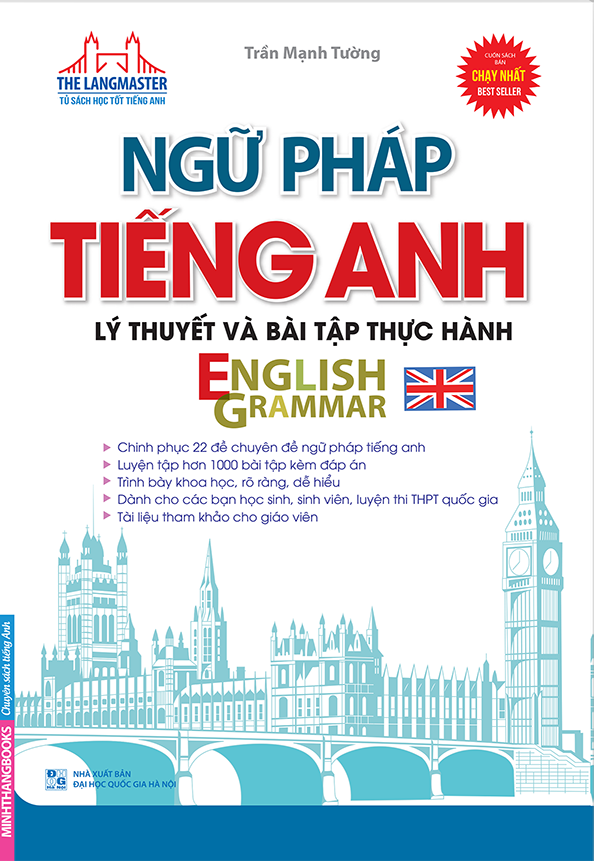 Trần Mạnh Tường
THE LANGMASTER
TỦ SÁCH HỌC TỐT TIẾNG ANH
CUỐN SÁCH
BÁN
CHẠY NHẤT
BEST SELLER
NGỮ PHÁP
TIẾNG ANH
LÝ THUYẾT VÀ BÀI TẬP THỰC HÀNH
ENGLISH
GRAMMAR
Chinh phục 22 đề chuyên đề ngữ pháp tiếng anh
Luyện tập hơn 1000 bài tập kèm đáp án
Trình bày khoa học, rõ ràng, dễ hiểu
Dành cho các bạn học sinh, sinh viên, luyện thi THPT quốc gia
Tài liệu tham khảo cho giáo viên
Chuyên sách tiếng Anh
MINHTHANGBOOKS
NHÀ XUẤT BẢN
ĐẠI HỌC QUỐC GIA HÀ NỘI